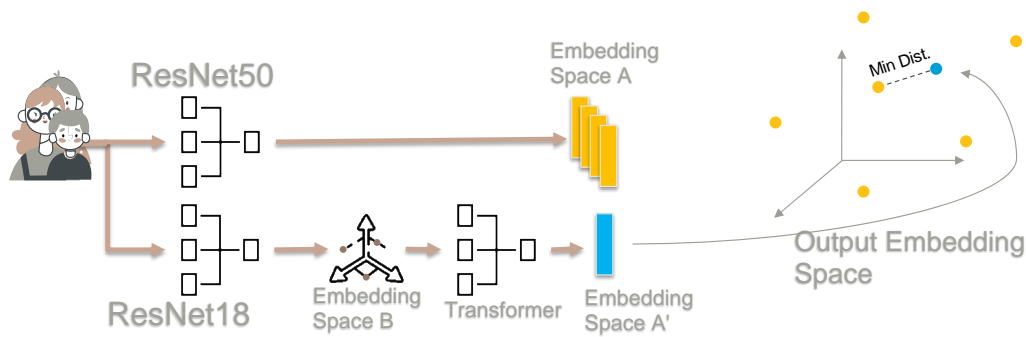 ResNet50
Embedding
Space A
Min Dist.
ResNet18
Embedding
Space B
Transformer
Embedding
Space A'
Output Embedding
Space